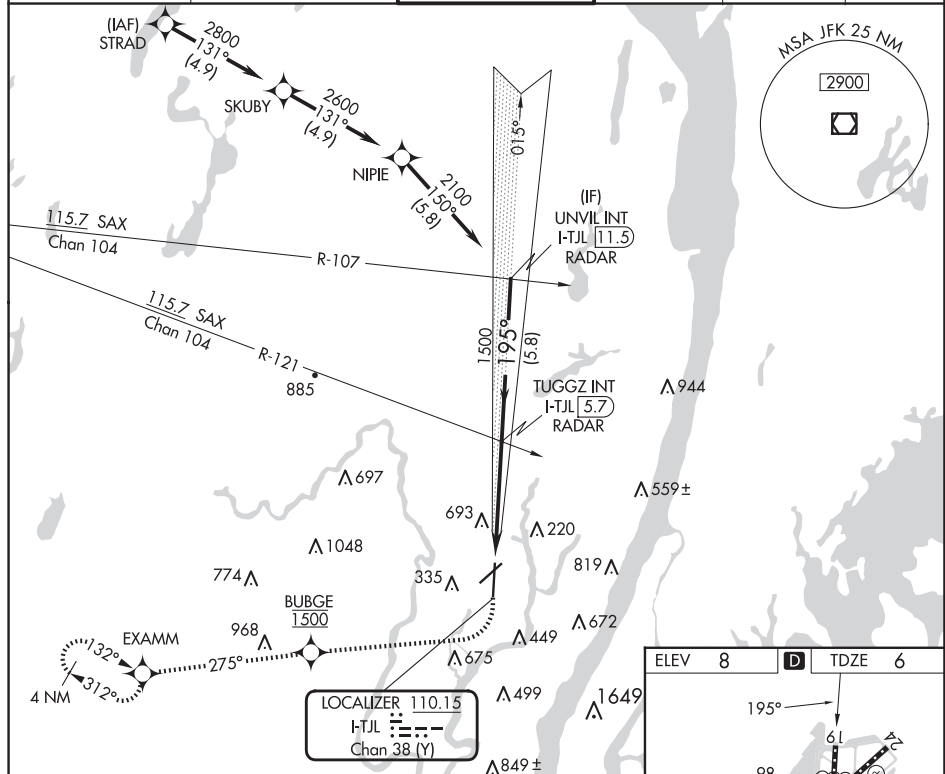 (IAF)
STRAD
2800
131°
(4.9)
SKUBY
2600
131°
(4.9)
NIPIE
2100
150°
(5.8)
015°
MSA JFK 25 NM
2900
(IF)
UNVIL INT
I-TJL 11.5
RADAR
115.7 SAX
Chan 104
R-107
115.7 SAX
Chan 104
R-121
1500
195°
(5.8)
885
TUGGZ INT
I-TJL 5.7
RADAR
944
697
559±
693
220
1048
774
335
819
BUBGE
1500
968
672
EXAMM
132°
312°
4 NM
275°
449
675
499
1649
849±
LOCALIZER 110.15
I-TJL
Chan 38 (Y)
ELEV 8 D TDZE 6
195°
19
24
98